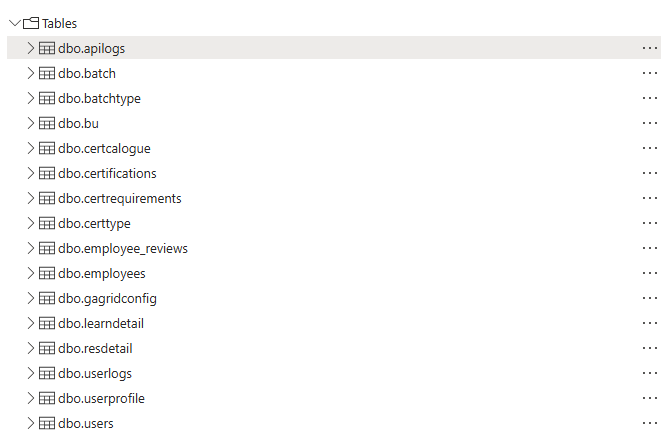 Tables
dbo.apilogs
dbo.batch
dbo.batchtype
dbo.bu
dbo.certcalogue
dbo.certifications
dbo.certrequirements
dbo.certtype
dbo.employee_reviews
dbo.employees
dbo.gagridconfig
dbo.learndetail
dbo.resdetail
dbo.userlogs
dbo.userprofile
dbo.users